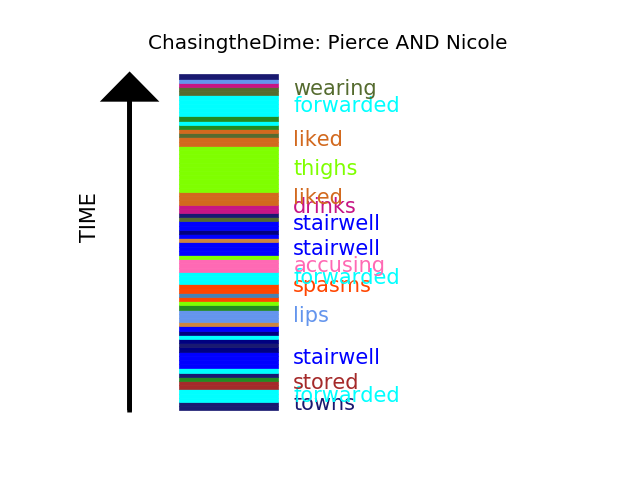 ChasingtheDime: Pierce AND Nicole
wearing
forwarded
liked
thighs
liked
drinks
stairwell
stairwell
accusing
forwarded
spasms
lips
stairwell
stored
forwarded
towns
TIME